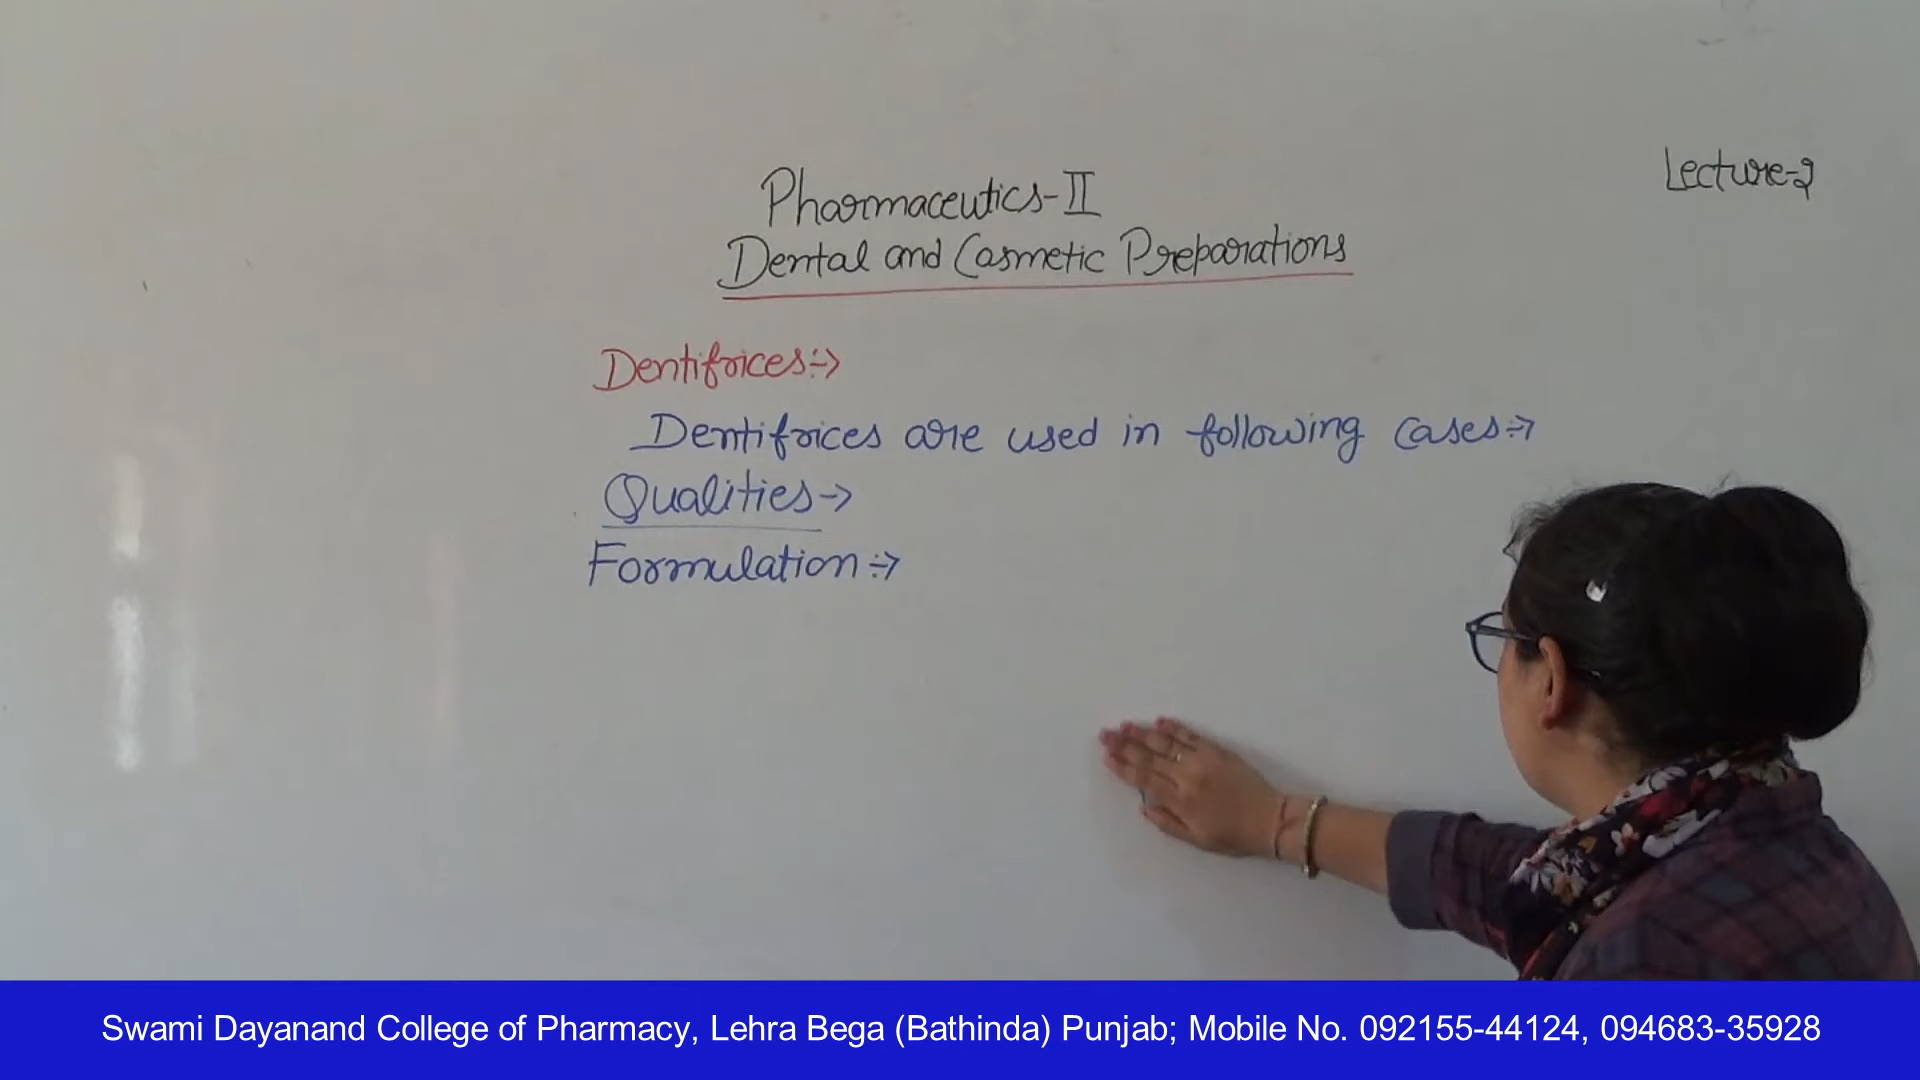 Lecture-2
Pharmaceutics-II
Dental and Cosmetic Preparations
Dentifrices:->
Dentifrices are used in following cases:->
Qualities->
Formulation:->
Swami Dayanand College of Pharmacy, Lehra Bega (Bathinda) Punjab; Mobile No. 092155-44124, 094683-35928